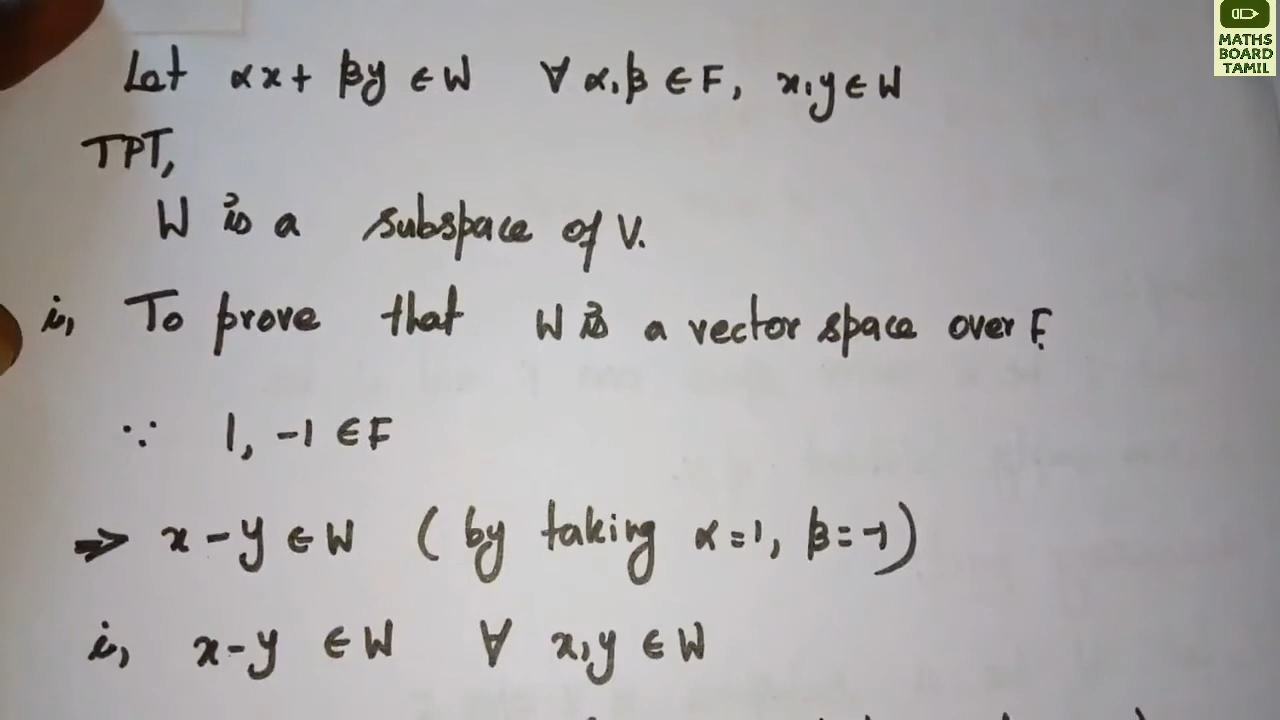 MATHS
BOARD
TAMIL
Let αx + βy ∈ W ∀ α, β ∈ F, x, y ∈ W
TPT,
W is a subspace of V.
i, To prove that W is a vector space over F.
∵ 1, -1 ∈ F
⇒ x - y ∈ W ( by taking α = 1, β = -1 )
i, x - y ∈ W ∀ x, y ∈ W